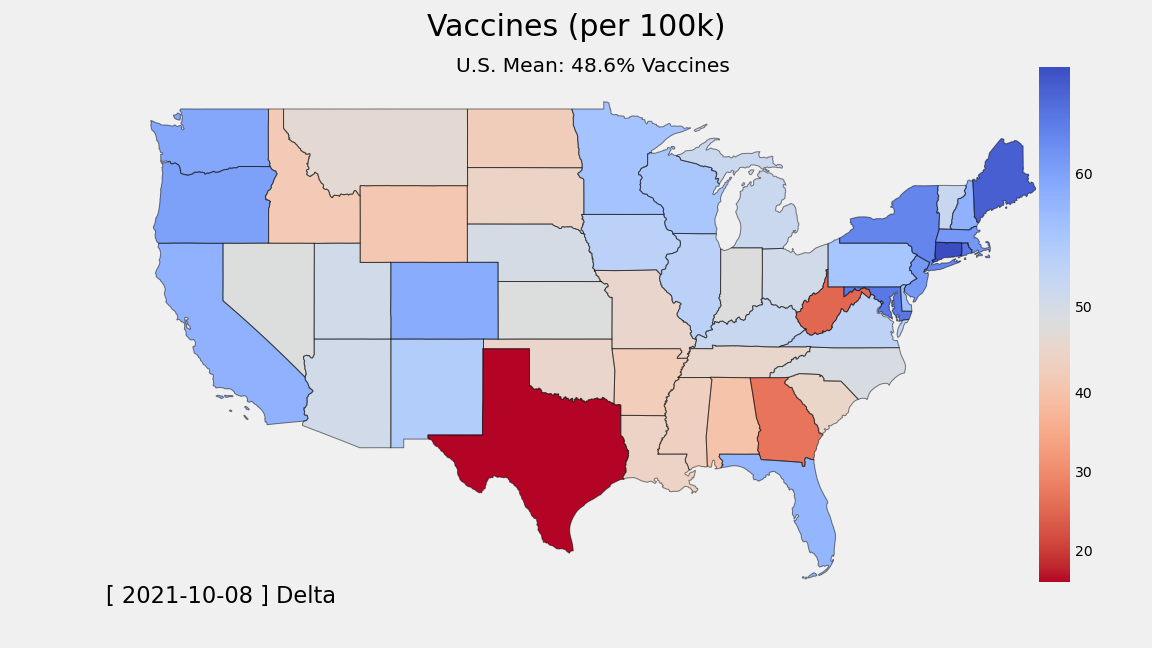 Vaccines (per 100k)
U.S. Mean: 48.6% Vaccines
60
50
40
30
20
[ 2021-10-08 ] Delta